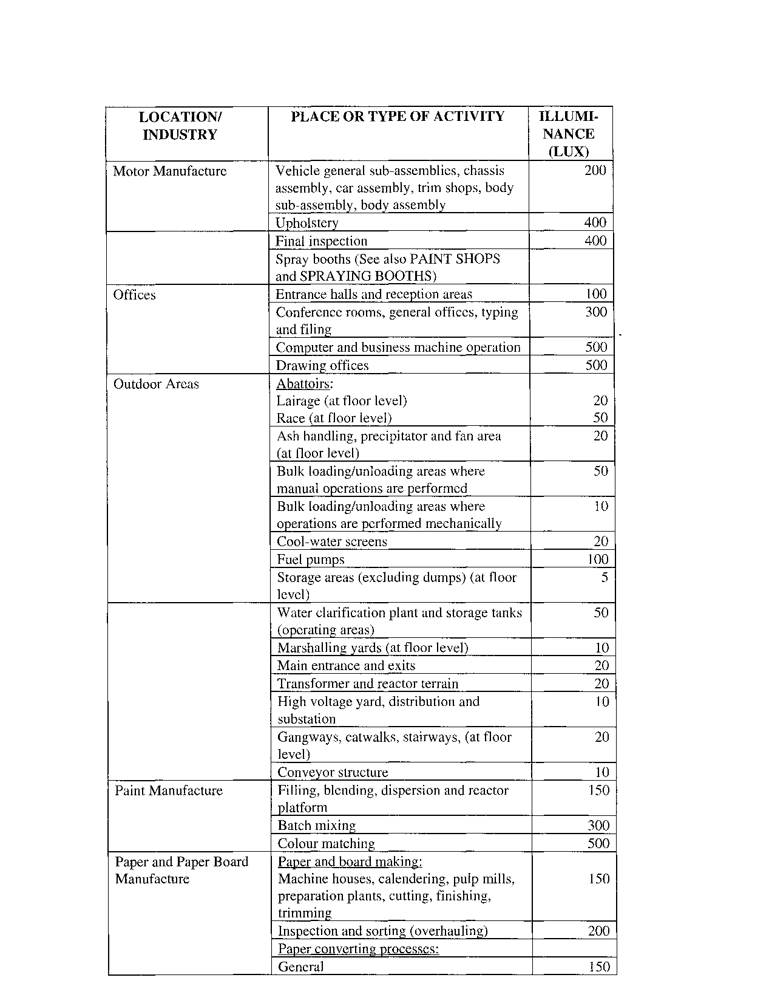 LOCATION/ PLACE OR TYPE OF ACTIVITY ILLUMI-
INDUSTRY NANCE
(LUX)
Motor Manufacture Vehicle general sub-assemblies, chassis 200
assembly, car assembly, trim shops, body
sub-assembly, body assembly
Upholstery 400
Final inspection 400
Spray booths (See also PAINT SHOPS
and SPRAYING BOOTHS)
Offices Entrance halls and reception areas 100
Conference rooms, general offices, typing 300
and filing
Computer and business machine operation 500
Drawing offices 500
Outdoor Areas Abattoirs:
Lairage (at floor level) 20
Race (at floor level) 50
Ash handling, precipitator and fan area 20
(at floor level)
Bulk loading/unloading areas where 50
manual operations are performed
Bulk loading/unloading areas where 10
operations are performed mechanically
Cool-water screens 20
Fuel pumps 100
Storage areas (excluding dumps) (at floor 5
level)
Water clarification plant and storage tanks 50
(operating areas)
Marshalling yards (at floor level) 10
Main entrance and exits 20
Transformer and reactor terrain 20
High voltage yard, distribution and 10
substation
Gangways, catwalks, stairways, (at floor 20
level)
Conveyor structure 10
Paint Manufacture Filling, blending, dispersion and reactor 150
platform
Batch mixing 300
Colour matching 500
Paper and Paper Board Paper and board making:
Manufacture Machine houses, calendering, pulp mills, 150
preparation plants, cutting, finishing,
trimming
Inspection and sorting (overhauling) 200
Paper converting processes:
General 150